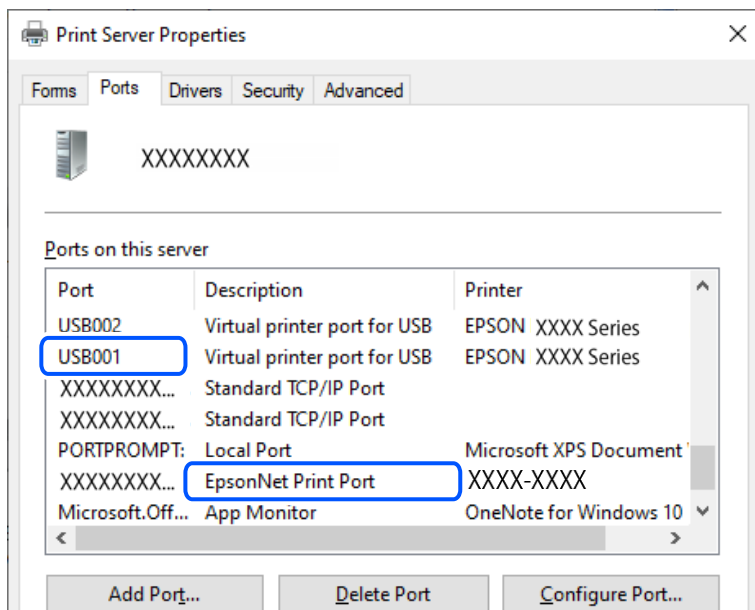 Print Server Properties
Forms Ports Drivers Security Advanced
XXXXXXXX
Ports on this server
Port Description Printer
USB002 Virtual printer port for USB EPSON XXXX Series
USB001 Virtual printer port for USB EPSON XXXX Series
XXXXXXXX... Standard TCP/IP Port
XXXXXXXX... Standard TCP/IP Port
PORTPROMPT: Local Port Microsoft XPS Document
XXXXXXXX... EpsonNet Print Port XXXX-XXXX
Microsoft.Off... App Monitor OneNote for Windows 10
Add Port... Delete Port Configure Port...